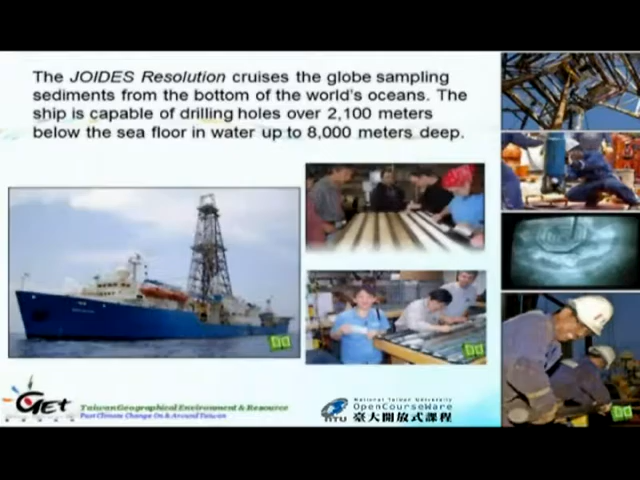 The JOIDES Resolution cruises the globe sampling
sediments from the bottom of the world's oceans. The
ship is capable of drilling holes over 2,100 meters
below the sea floor in water up to 8,000 meters deep.
Get
Taiwan Geographical Environment & Resource
Past Climate Change On & Around Taiwan
National Taiwan University
OpenCourseWare
NTU 臺大開放式課程